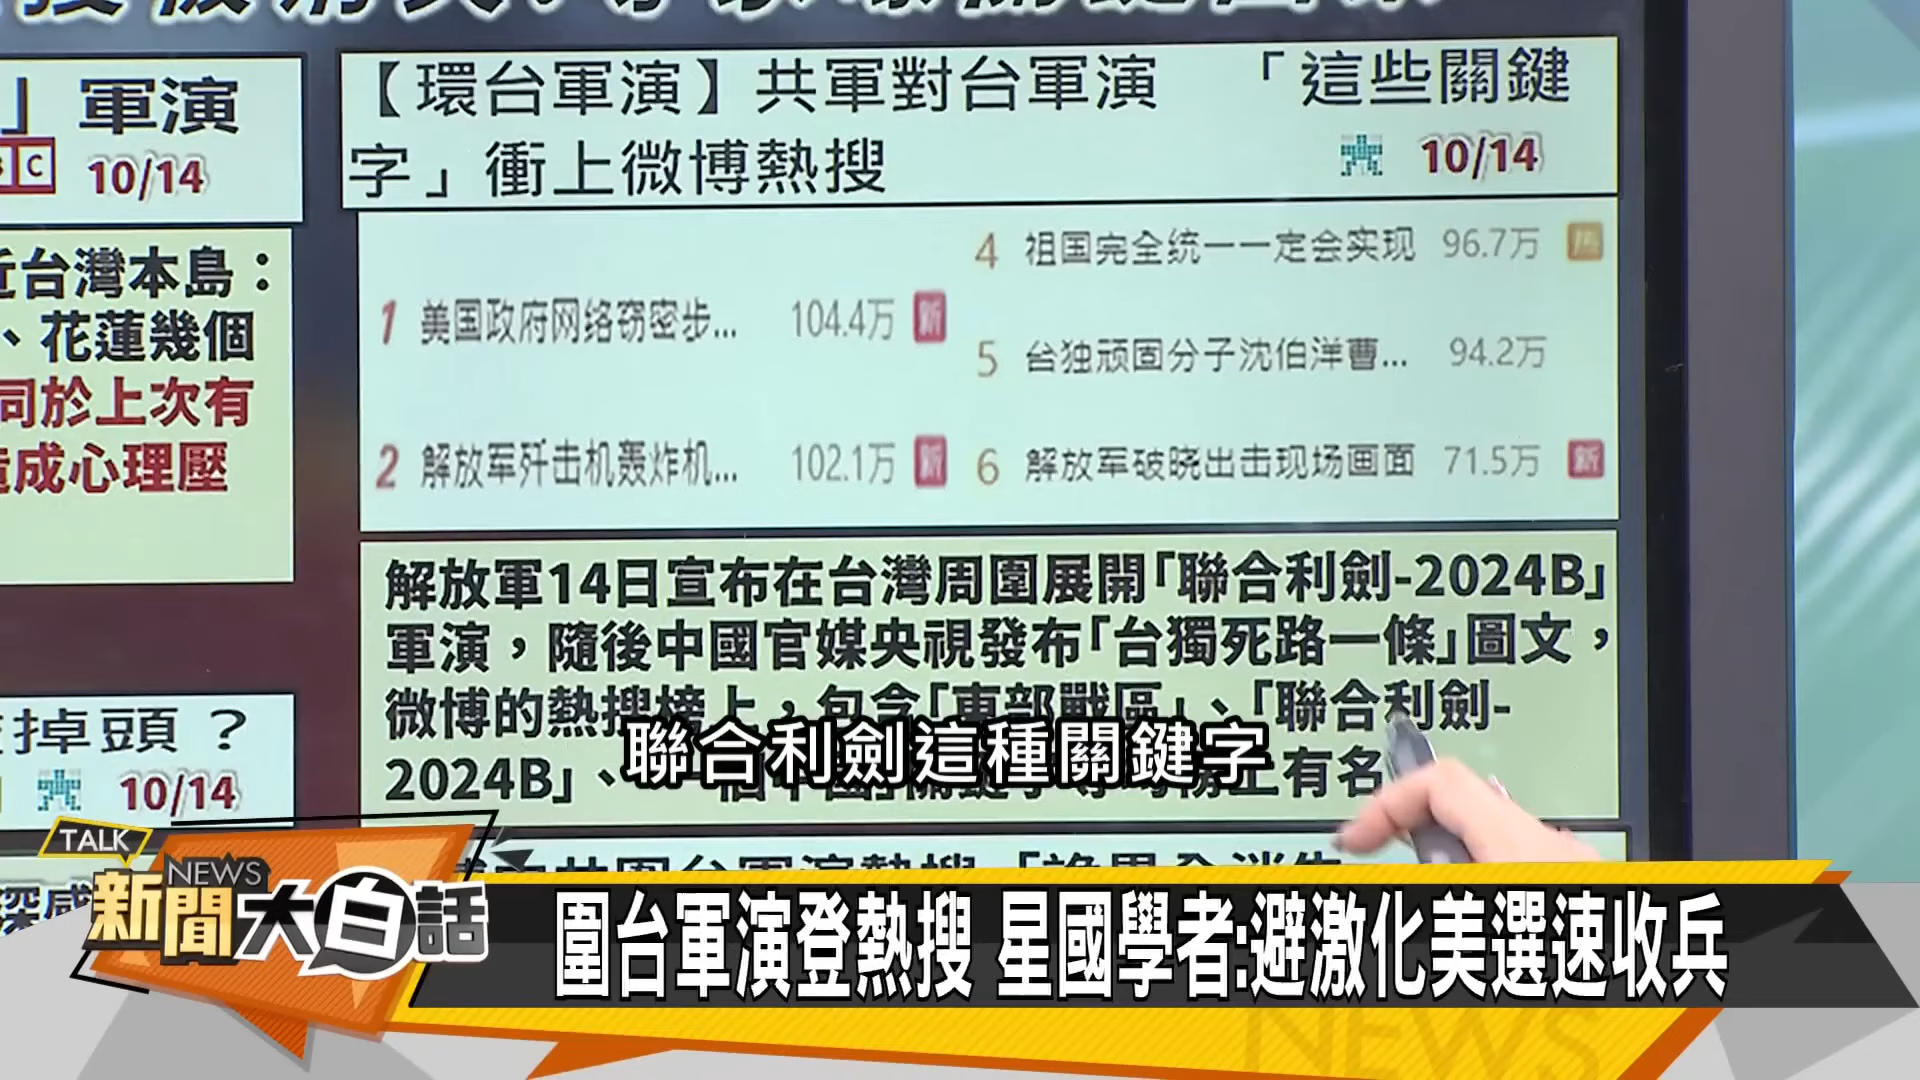 」軍演
C 10/14
近台灣本島：
、花蓮幾個
同於上次有
造成心理壓
掉頭？
10/14
【環台軍演】共軍對台軍演 「這些關鍵
字」衝上微博熱搜
10/14
1 美国政府网络窃密步... 104.4万 新
2 解放军歼击机轰炸机... 102.1万 新
4 祖国完全统一一定会实现 96.7万 热
5 台独顽固分子沈伯洋曹... 94.2万
6 解放军破晓出击现场画面 71.5万 新
解放軍14日宣布在台灣周圍展開「聯合利劍-2024B」
軍演，隨後中國官媒央視發布「台獨死路一條」圖文，
微博的熱搜榜上，包含「東部戰區」、「聯合利劍-
2024B」、
上有名
聯合利劍這種關鍵字
TALK
NEWS
新聞大白話
圍台軍演登熱搜 星國學者:避激化美選速收兵
NEWS